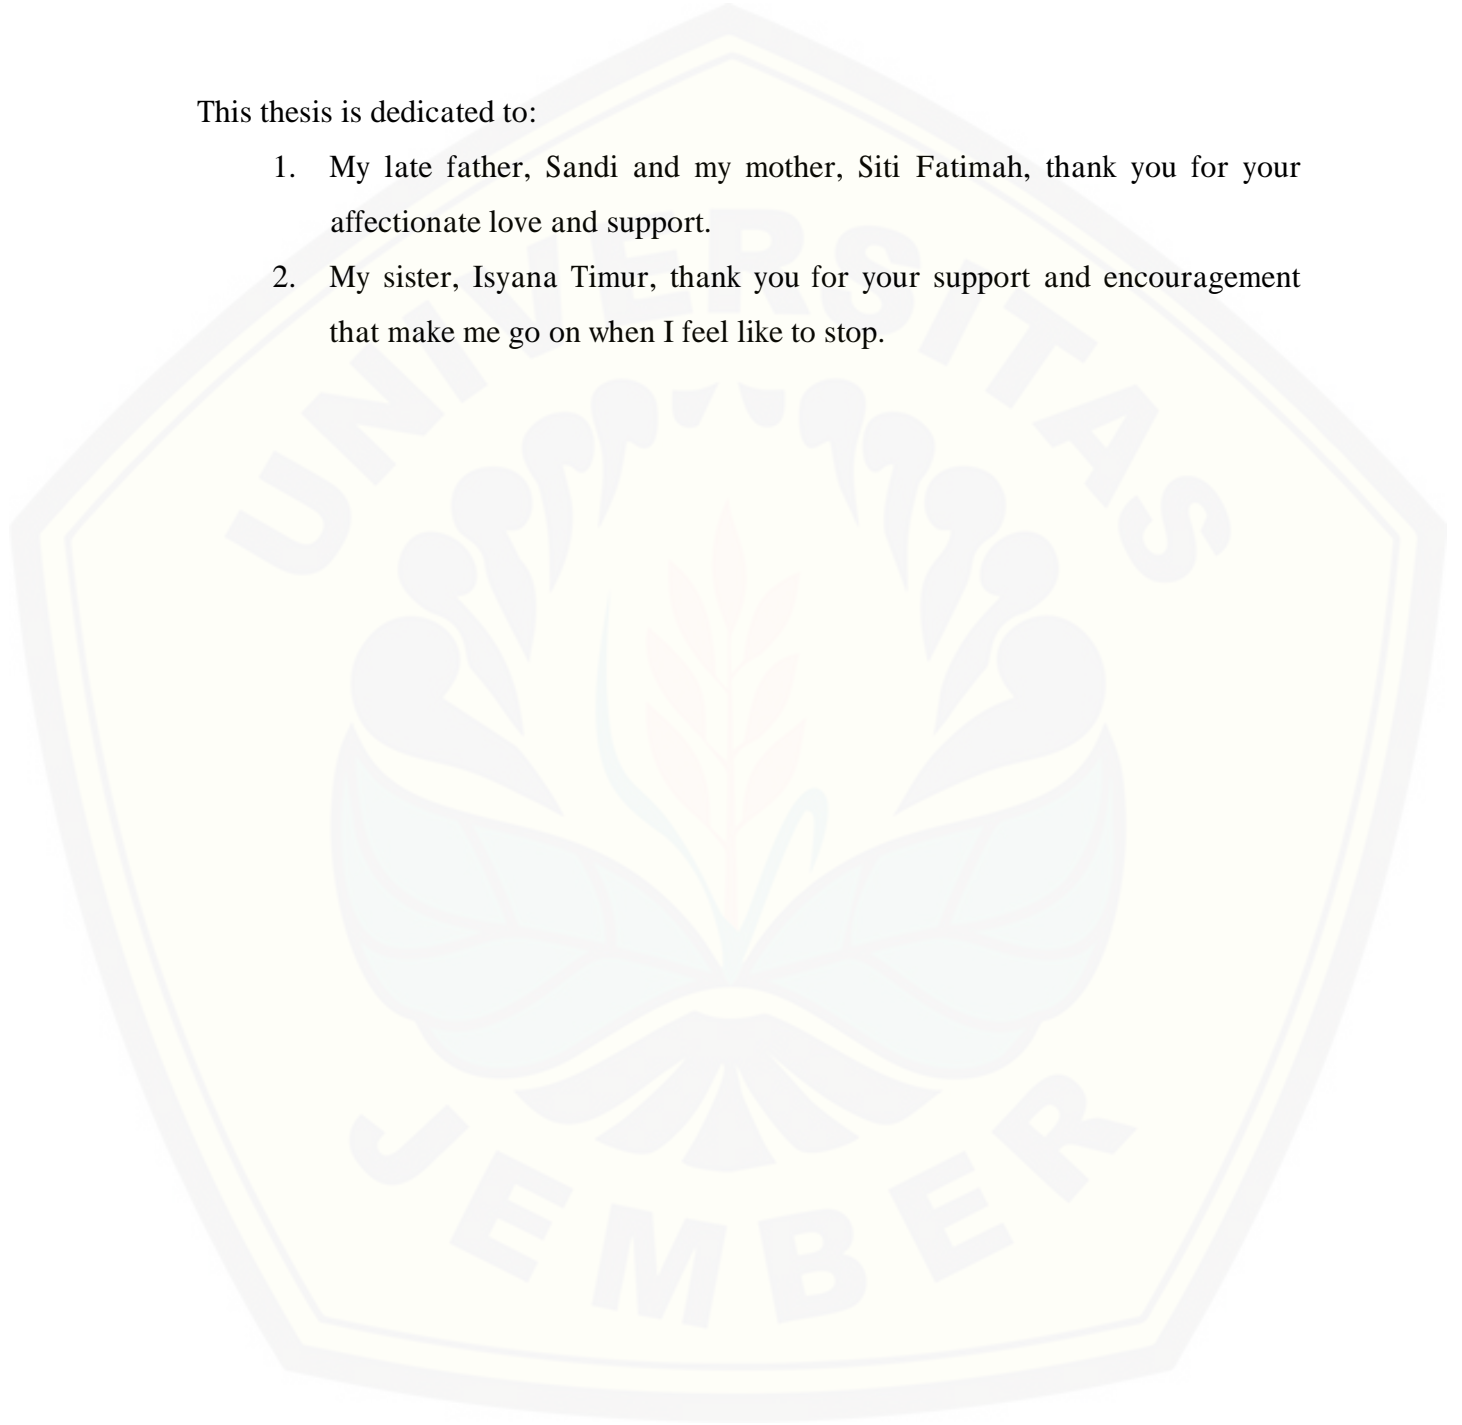 This thesis is dedicated to:
1. My late father, Sandi and my mother, Siti Fatimah, thank you for your
affectionate love and support.
2. My sister, Isyana Timur, thank you for your support and encouragement
that make me go on when I feel like to stop.
UNIVERSITAS
JEMBER